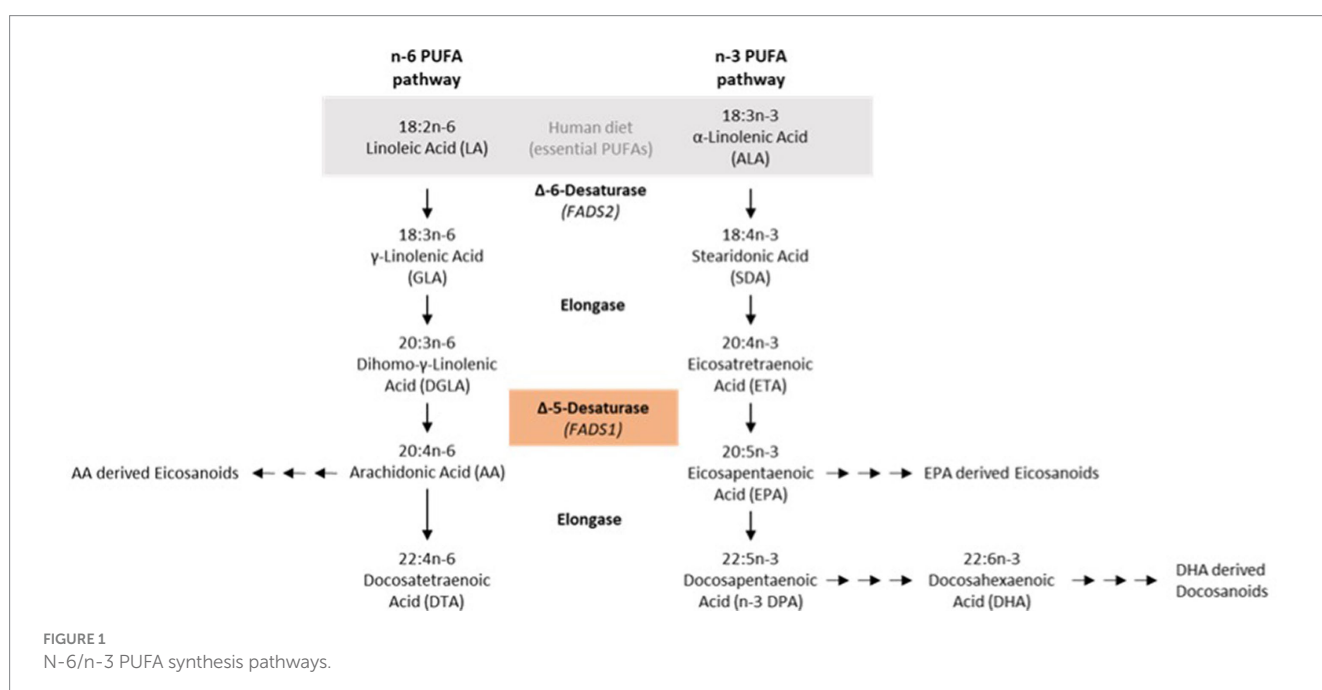 n-6 PUFA
pathway
n-3 PUFA
pathway
18:2n-6
Linoleic Acid (LA)
Human diet
(essential PUFAs)
18:3n-3
α-Linolenic Acid
(ALA)
Δ-6-Desaturase
(FADS2)
18:3n-6
γ-Linolenic Acid
(GLA)
18:4n-3
Stearidonic Acid
(SDA)
Elongase
20:3n-6
Dihomo-γ-Linolenic
Acid (DGLA)
20:4n-3
Eicosatretraenoic
Acid (ETA)
Δ-5-Desaturase
(FADS1)
AA derived Eicosanoids
20:4n-6
Arachidonic Acid (AA)
20:5n-3
Eicosapentaenoic
Acid (EPA)
EPA derived Eicosanoids
Elongase
22:4n-6
Docosatetraenoic
Acid (DTA)
22:5n-3
Docosapentaenoic
Acid (n-3 DPA)
22:6n-3
Docosahexaenoic
Acid (DHA)
DHA derived
Docosanoids
FIGURE 1
N-6/n-3 PUFA synthesis pathways.